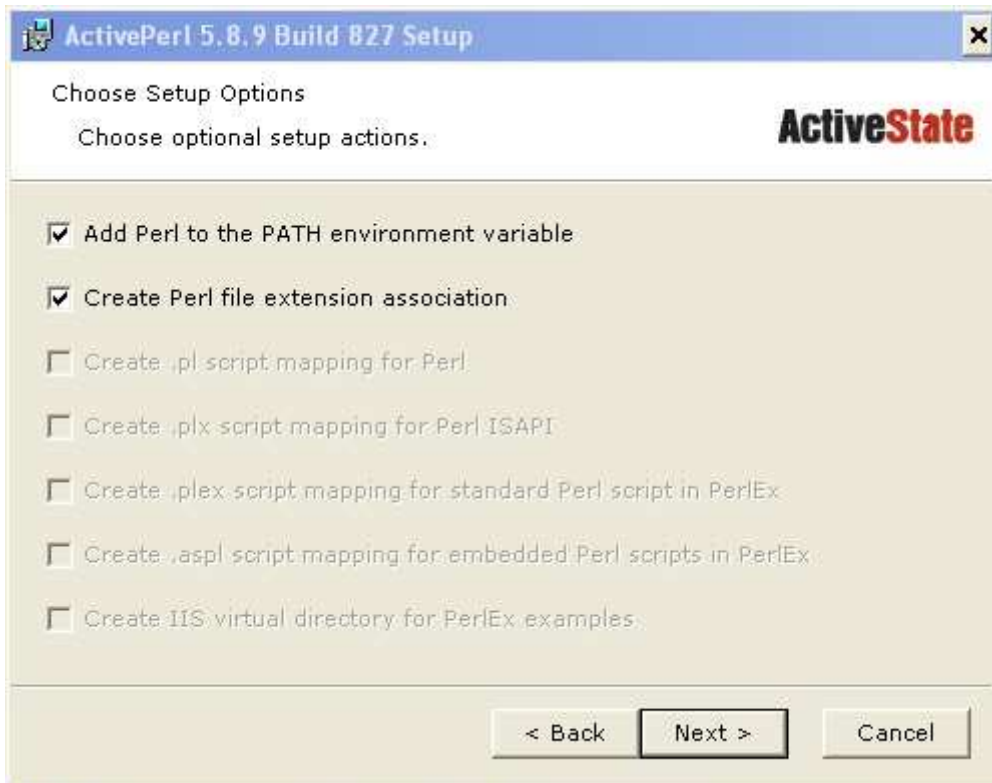 ActivePerl 5.8.9 Build 827 Setup
Choose Setup Options
Choose optional setup actions.
ActiveState
Add Perl to the PATH environment variable
Create Perl file extension association
Create .pl script mapping for Perl
Create .plx script mapping for Perl ISAPI
Create .plex script mapping for standard Perl script in PerlEx
Create .aspl script mapping for embedded Perl scripts in PerlEx
Create IIS virtual directory for PerlEx examples
< Back Next > Cancel